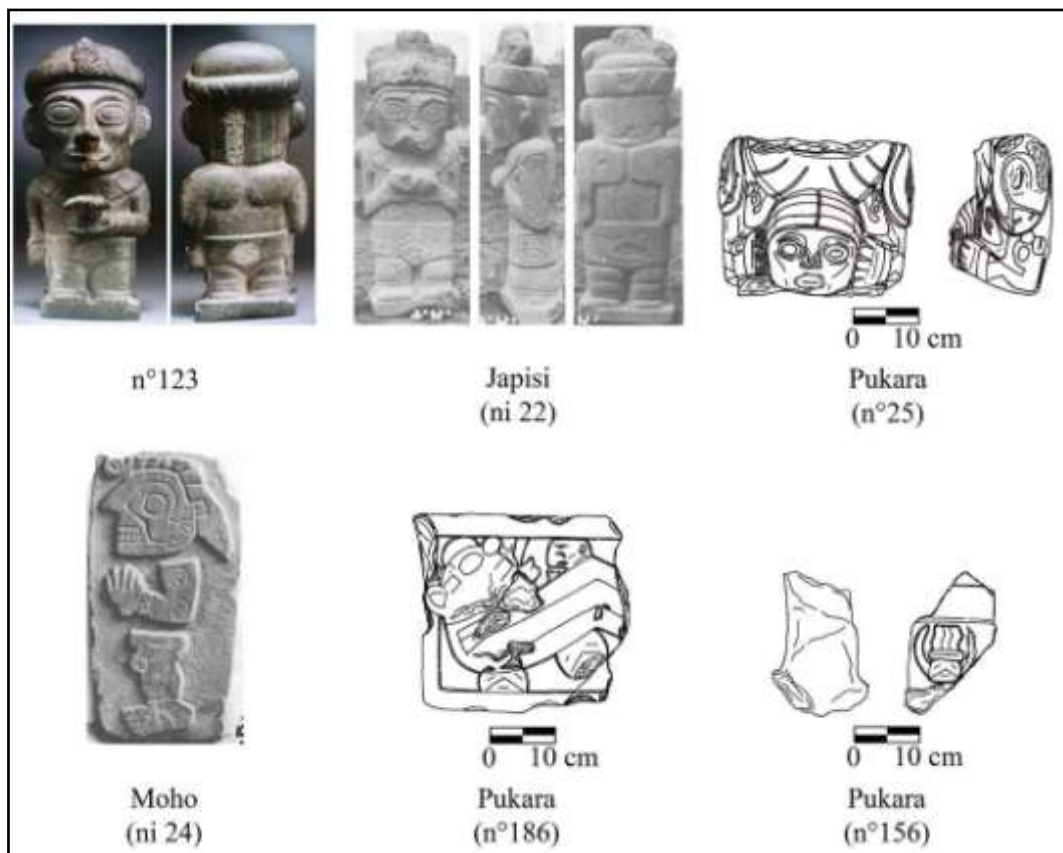 n°123
Japisi
(ni 22)
0 10 cm
Pukara
(n°25)
Moho
(ni 24)
0 10 cm
Pukara
(n°186)
0 10 cm
Pukara
(n°156)